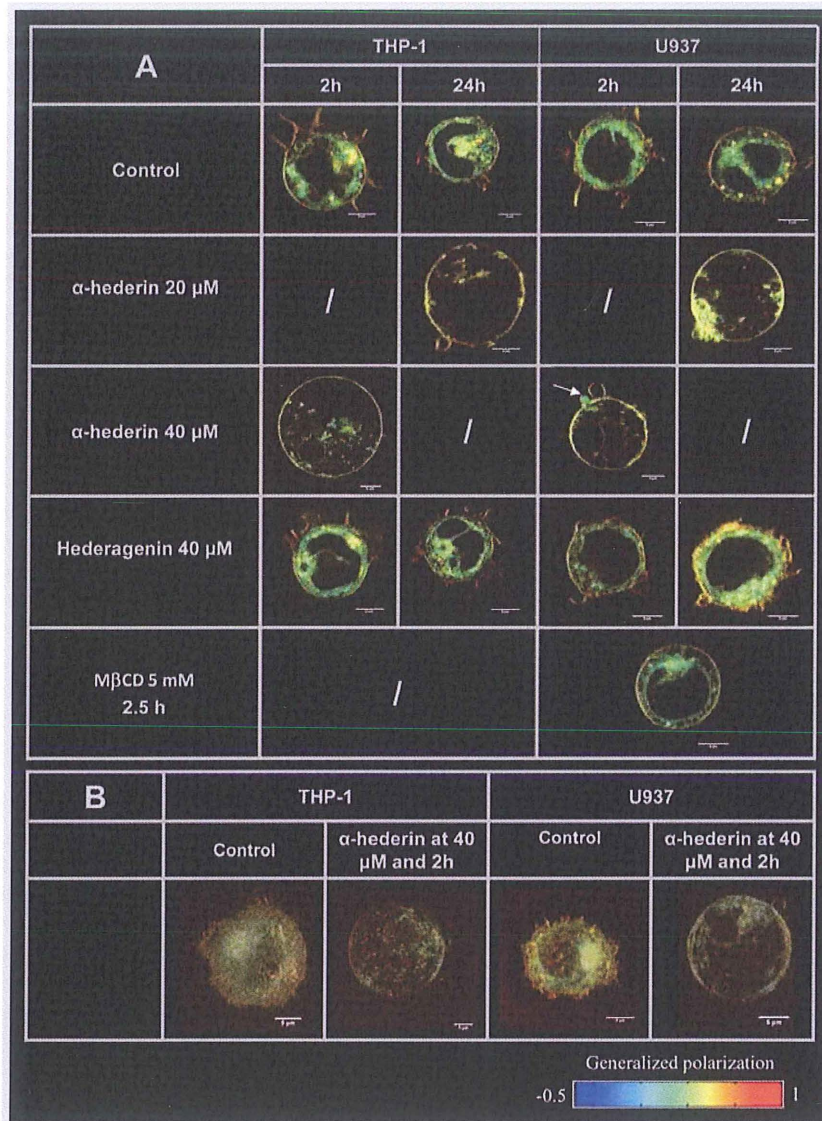 A
THP-1
U937
2h
24h
2h
24h
Control
α-hederin 20 μM
/
/
α-hederin 40 μM
/
/
Hederagenin 40 μM
MβCD 5 mM
2.5 h
/
B
THP-1
U937
Control
α-hederin at 40
μM and 2h
Control
α-hederin at 40
μM and 2h
5 μm
5 μm
5 μm
5 μm
Generalized polarization
-0.5
1